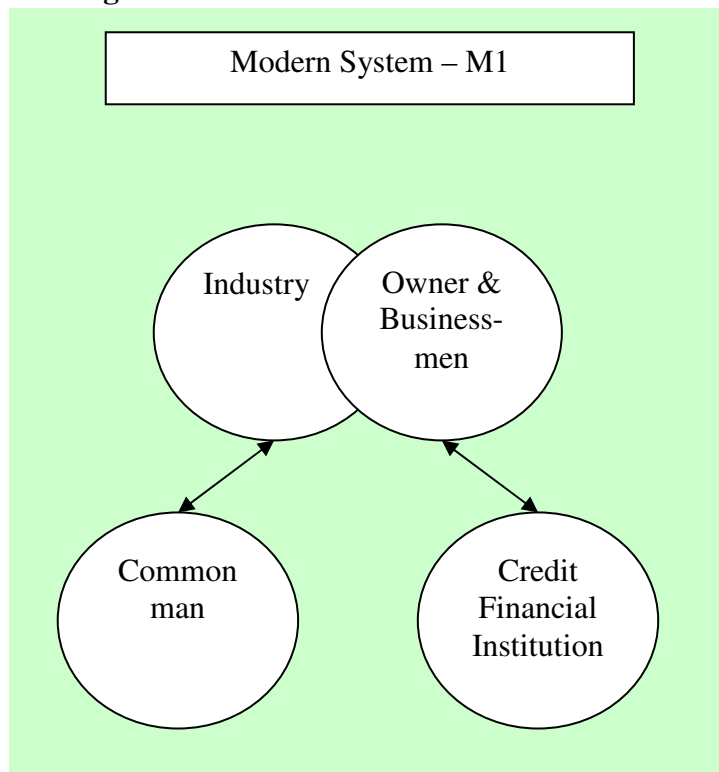 Modern System – M1
Industry
Owner &
Business-
men
Common
man
Credit
Financial
Institution